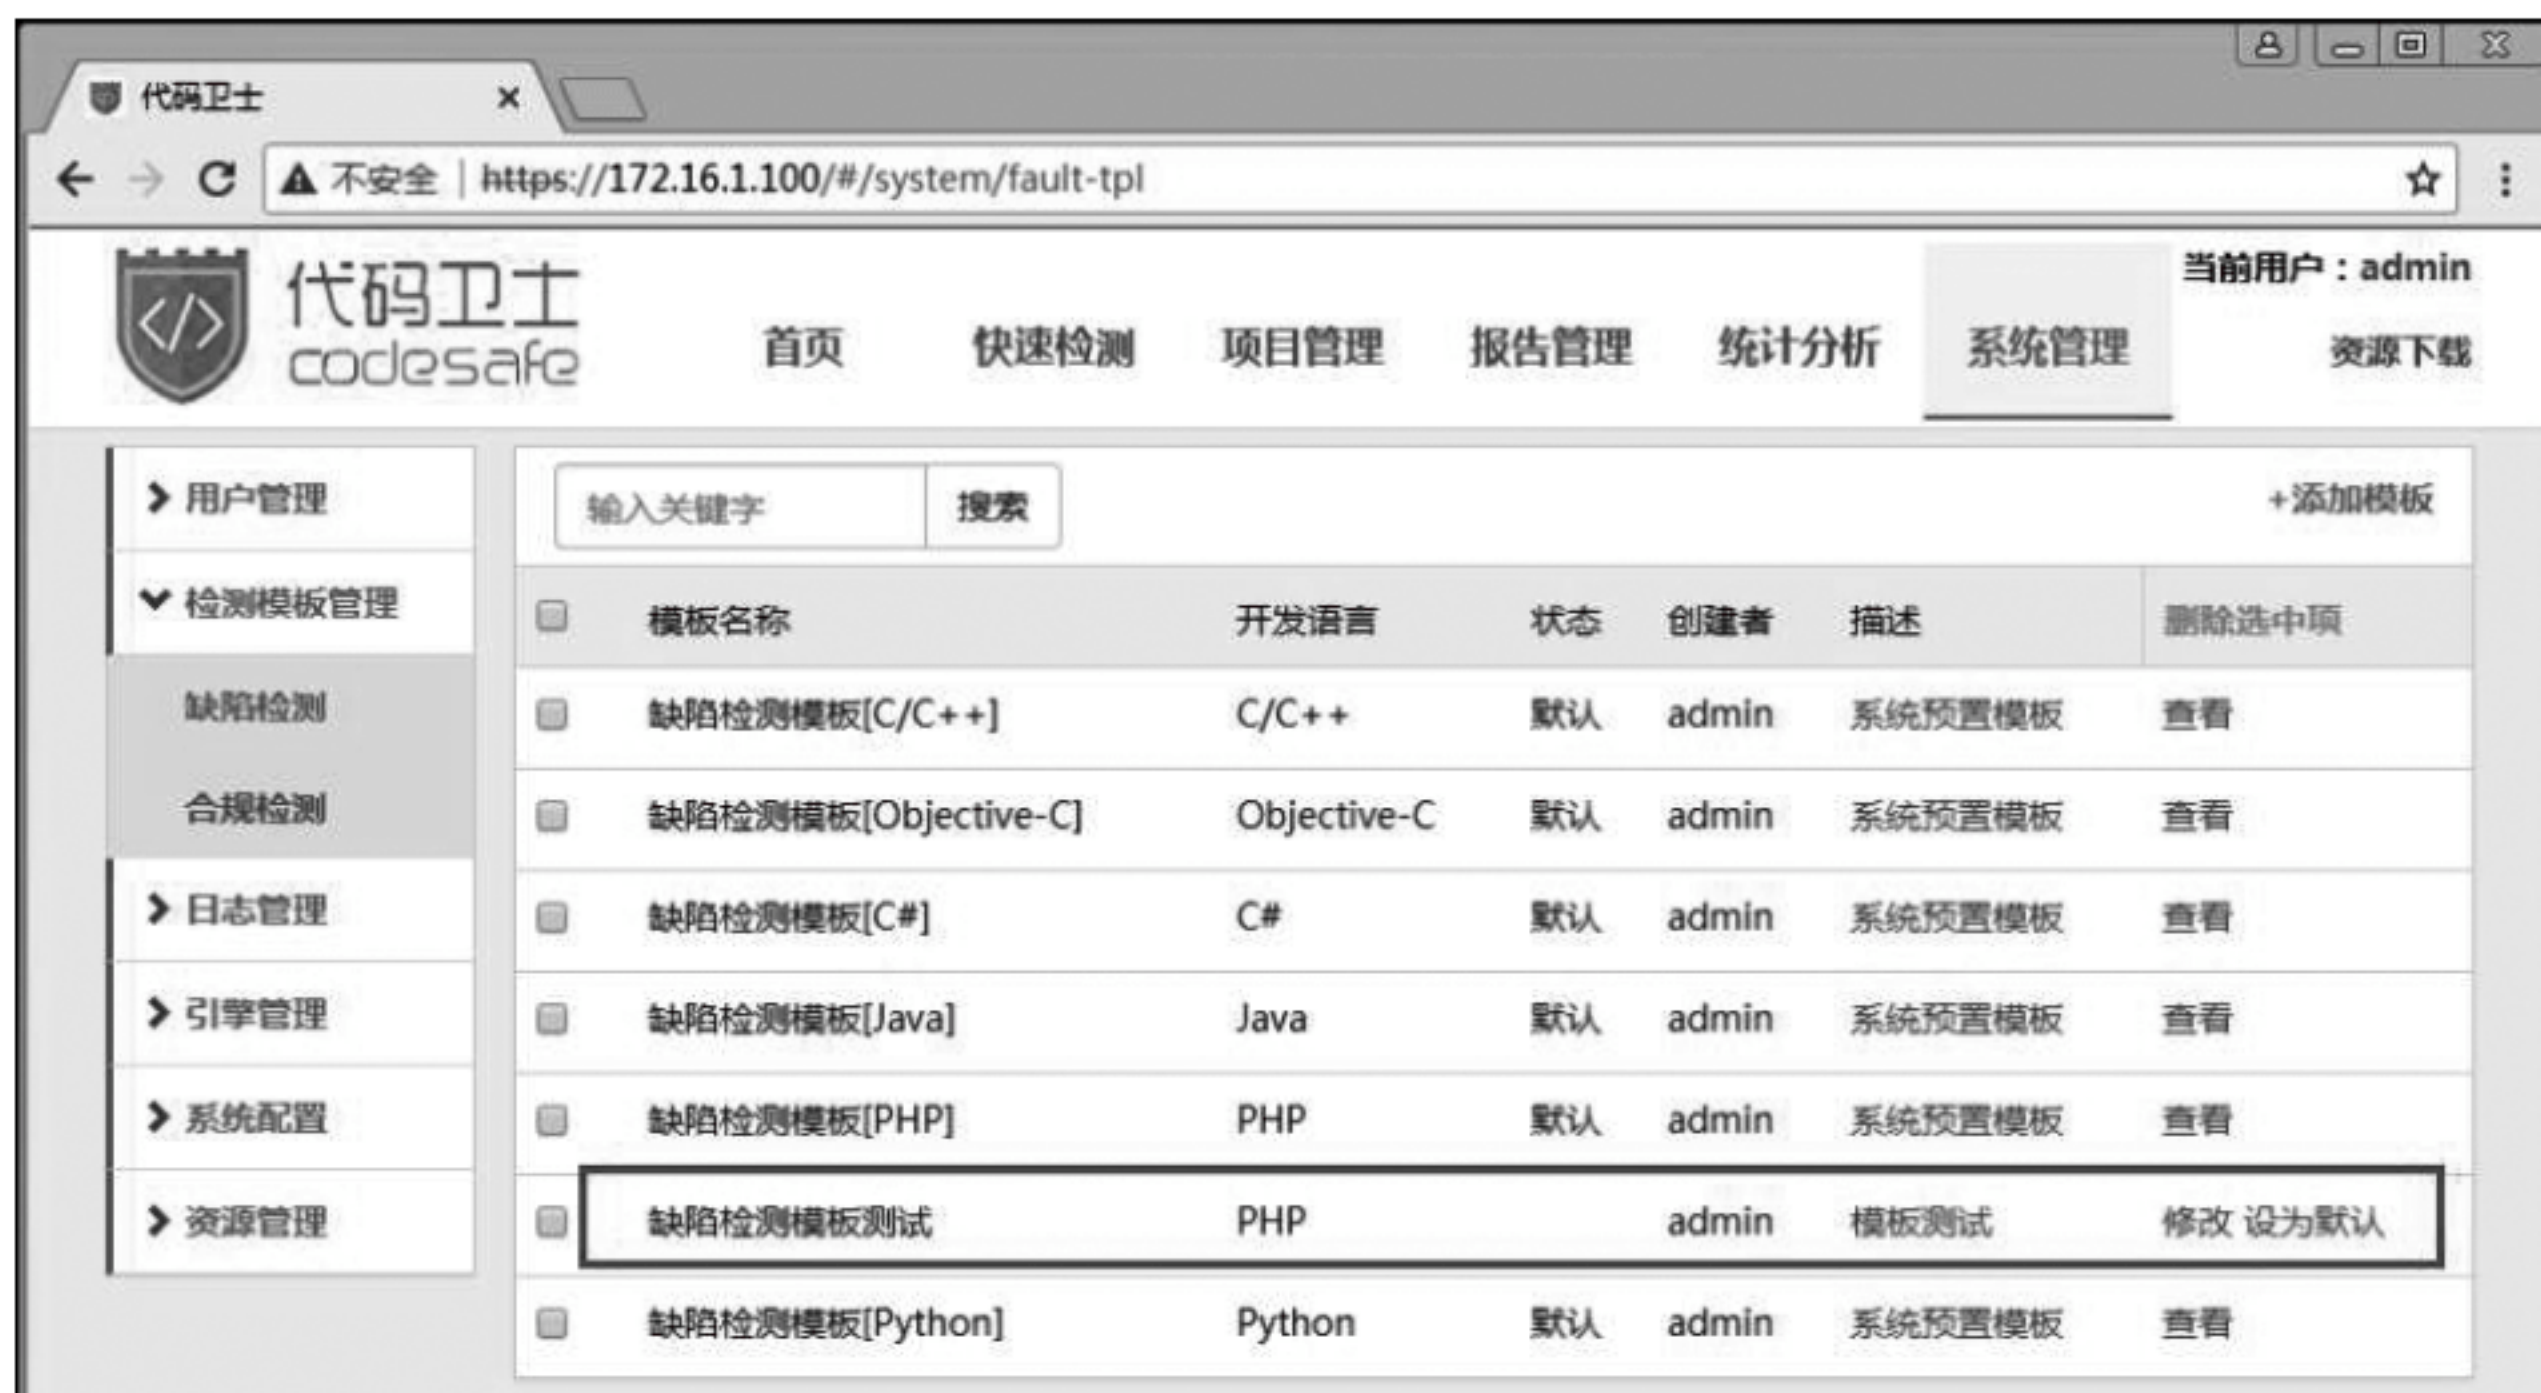 代码卫士
不安全 | https://172.16.1.100/#/system/fault-tpl
代码卫士
codesafe
首页 快速检测 项目管理 报告管理 统计分析 系统管理
当前用户：admin
资源下载
用户管理
检测模板管理
缺陷检测
合规检测
日志管理
引擎管理
系统配置
资源管理
输入关键字 搜索 +添加模板
模板名称 开发语言 状态 创建者 描述 删除选中项
缺陷检测模板[C/C++] C/C++ 默认 admin 系统预置模板 查看
缺陷检测模板[Objective-C] Objective-C 默认 admin 系统预置模板 查看
缺陷检测模板[C#] C# 默认 admin 系统预置模板 查看
缺陷检测模板[Java] Java 默认 admin 系统预置模板 查看
缺陷检测模板[PHP] PHP 默认 admin 系统预置模板 查看
缺陷检测模板测试 PHP admin 模板测试 修改 设为默认
缺陷检测模板[Python] Python 默认 admin 系统预置模板 查看